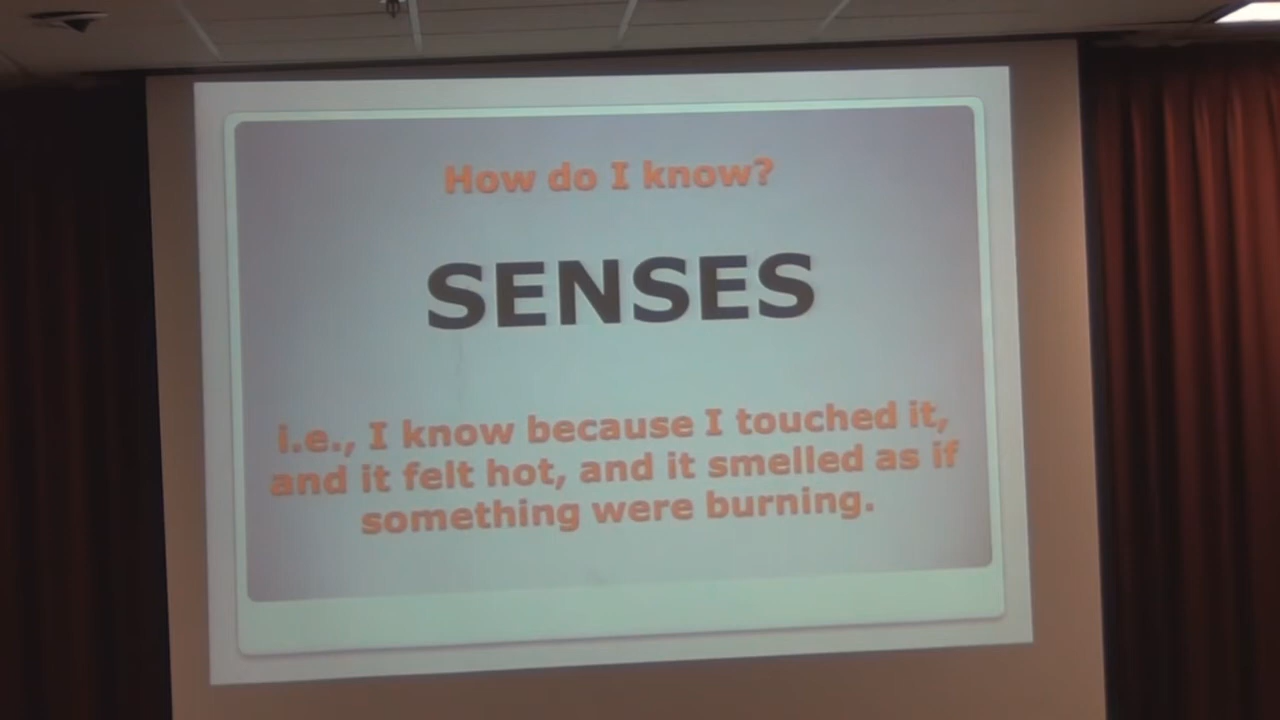 How do I know?
SENSES
i.e., I know because I touched it,
and it felt hot, and it smelled as if
something were burning.